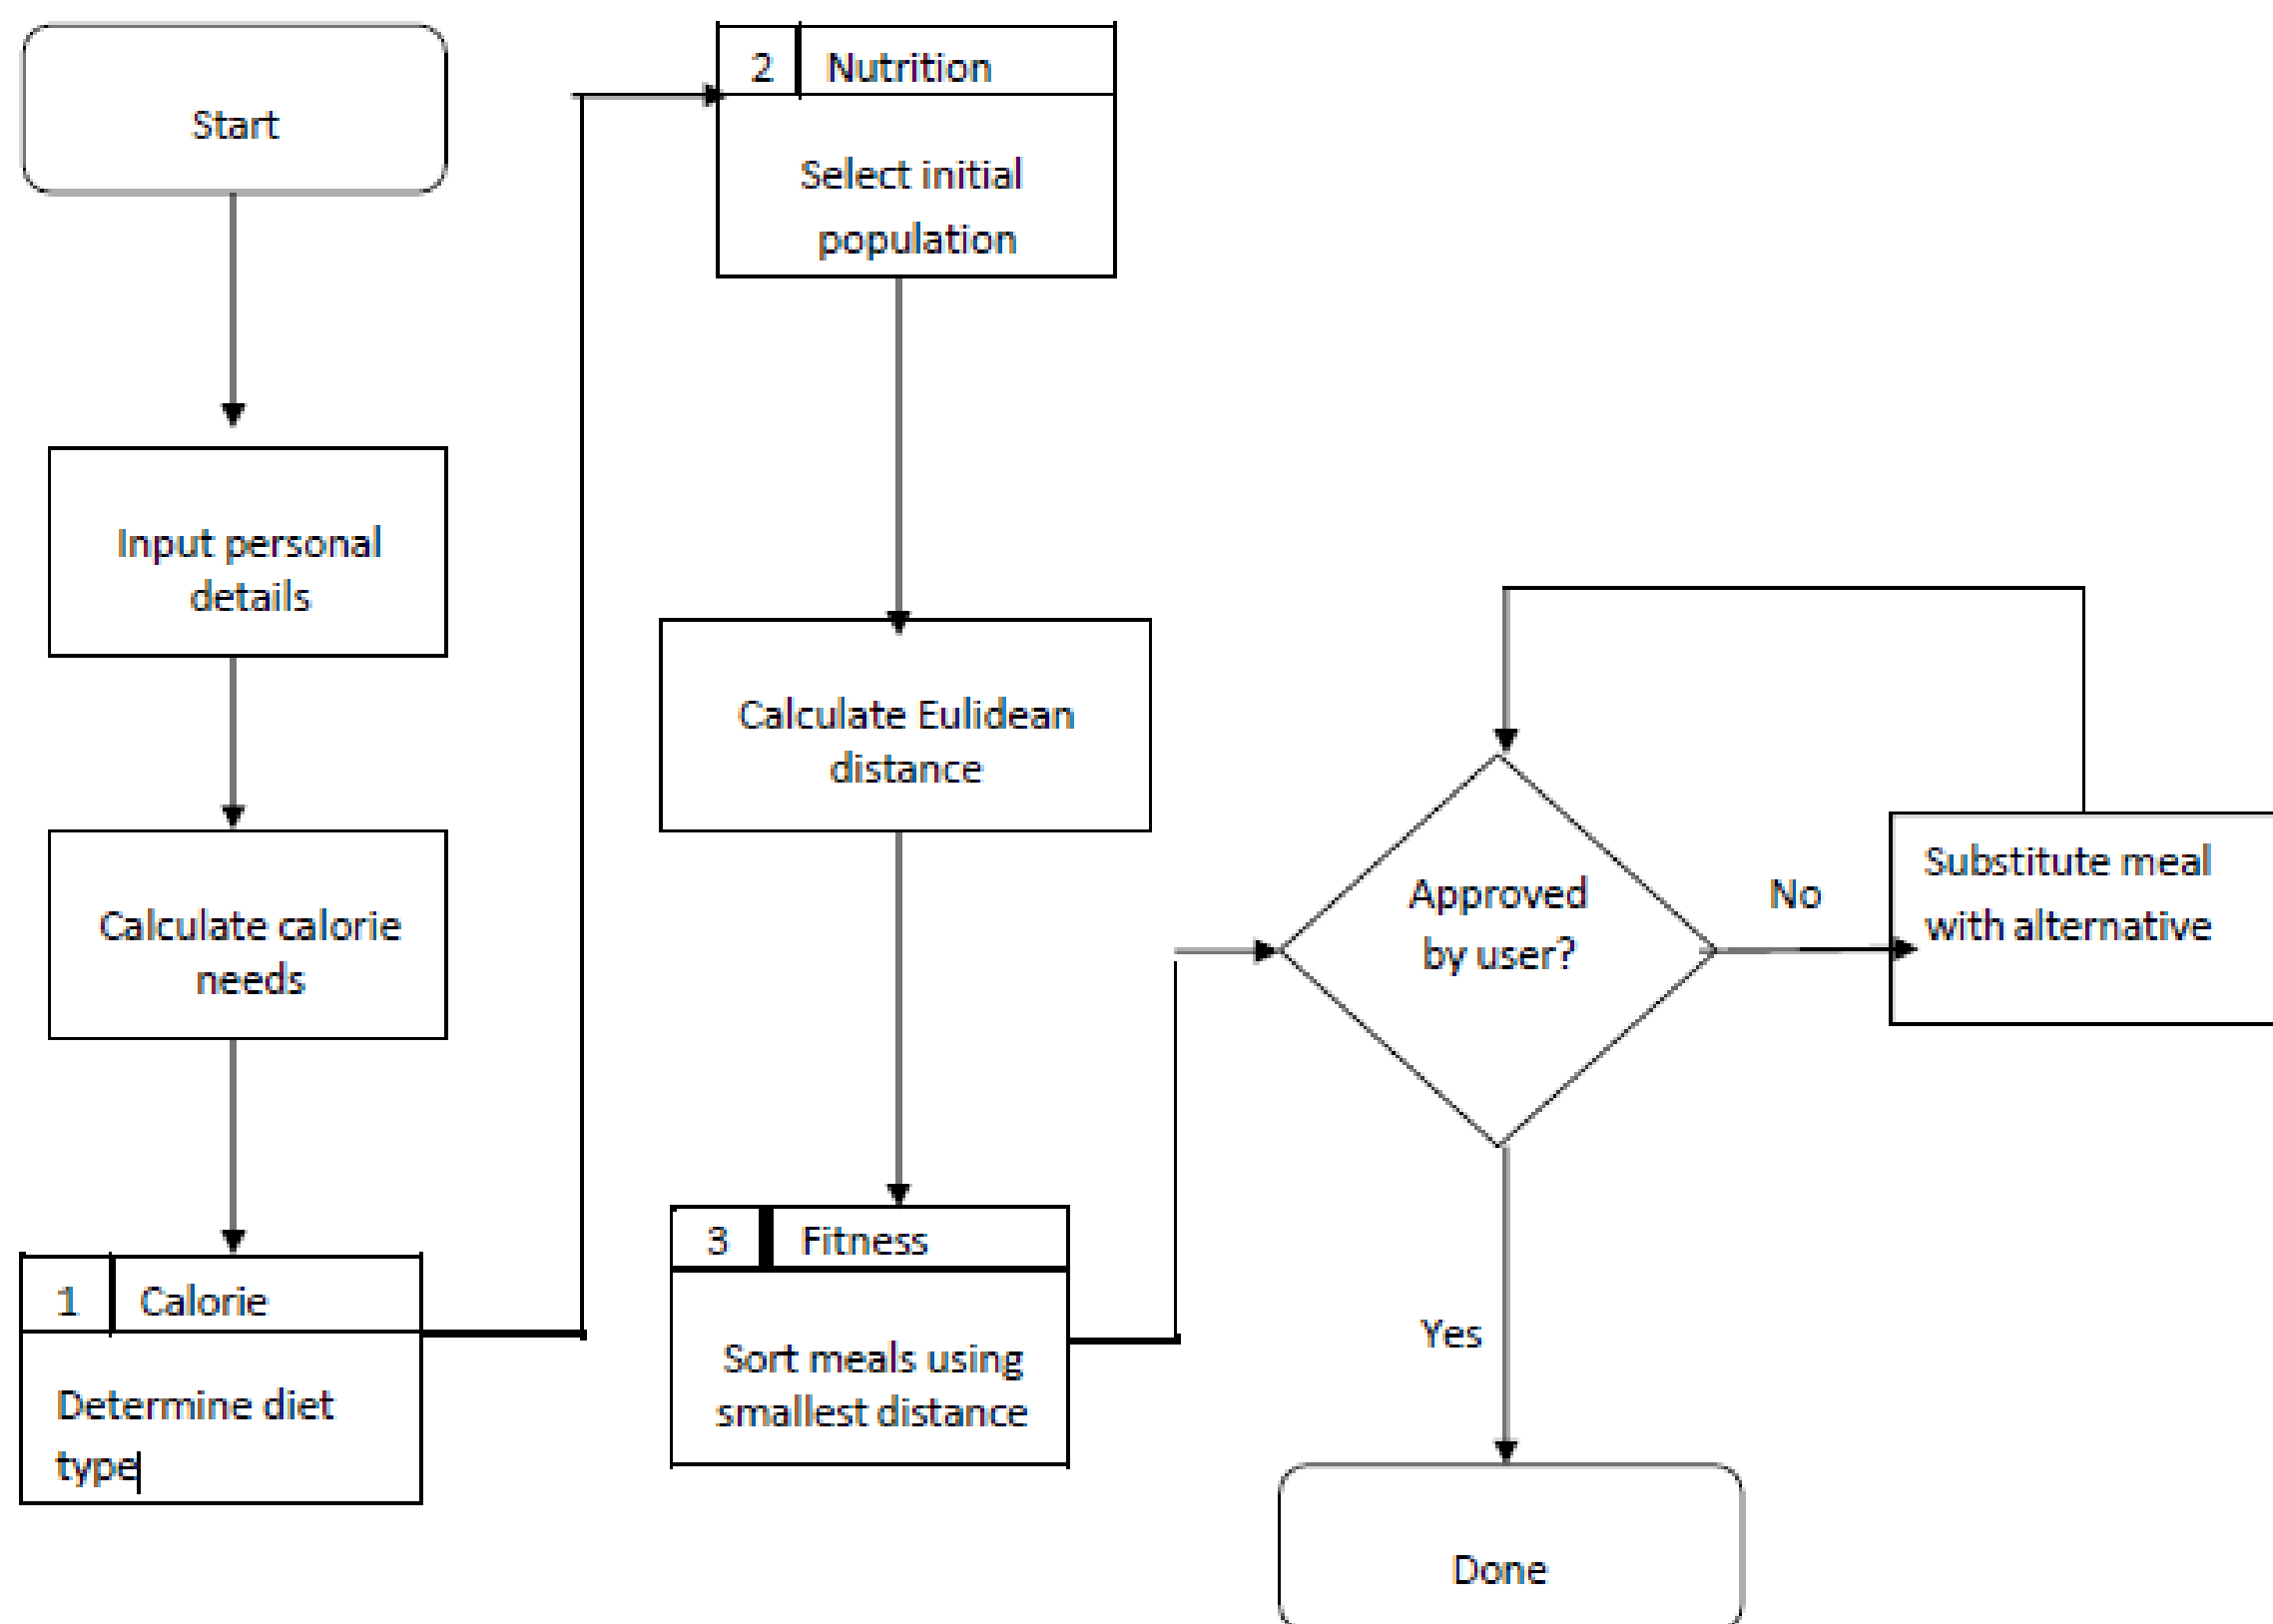 Start
Input personal
details
Calculate calorie
needs
1 Calorie
Determine diet
type
2 Nutrition
Select initial
population
Calculate Eulidean
distance
3 Fitness
Sort meals using
smallest distance
Approved
by user?
No
Substitute meal
with alternative
Yes
Done